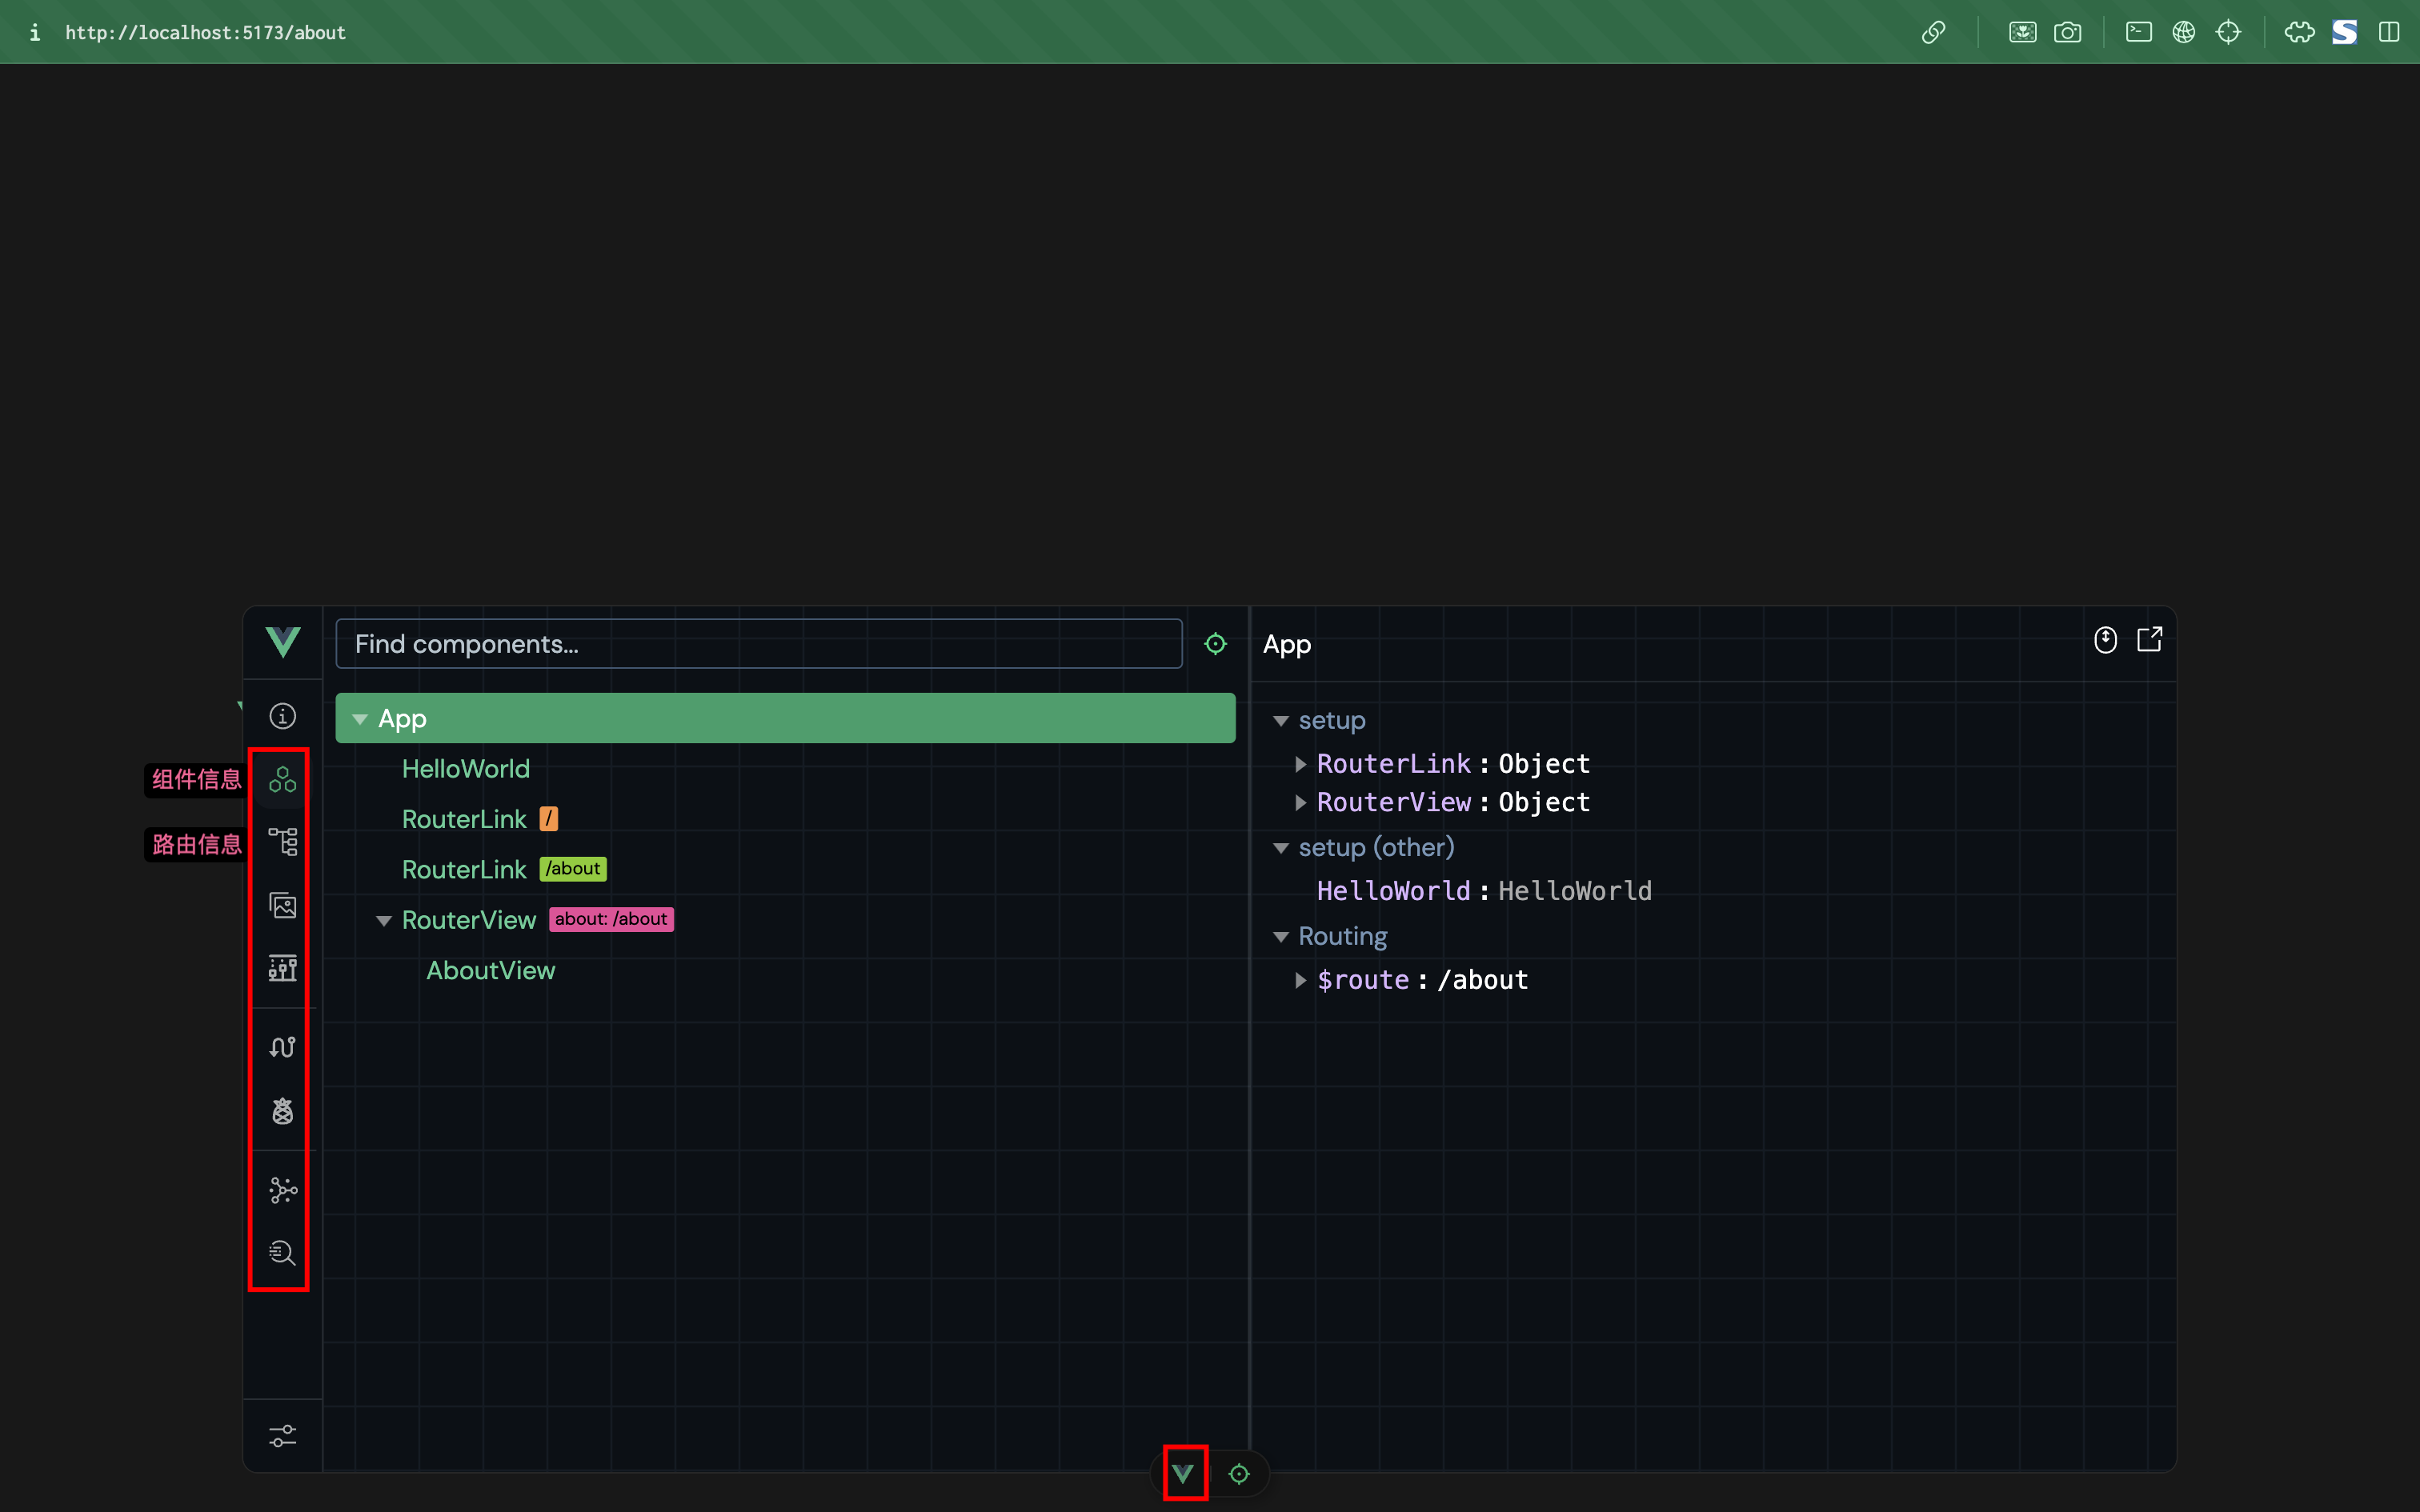 http://localhost:5173/about
Find components...
App
HelloWorld
RouterLink /
RouterLink /about
RouterView about: /about
AboutView
组件信息
路由信息
App
setup
RouterLink : Object
RouterView : Object
setup (other)
HelloWorld : HelloWorld
Routing
$route : /about